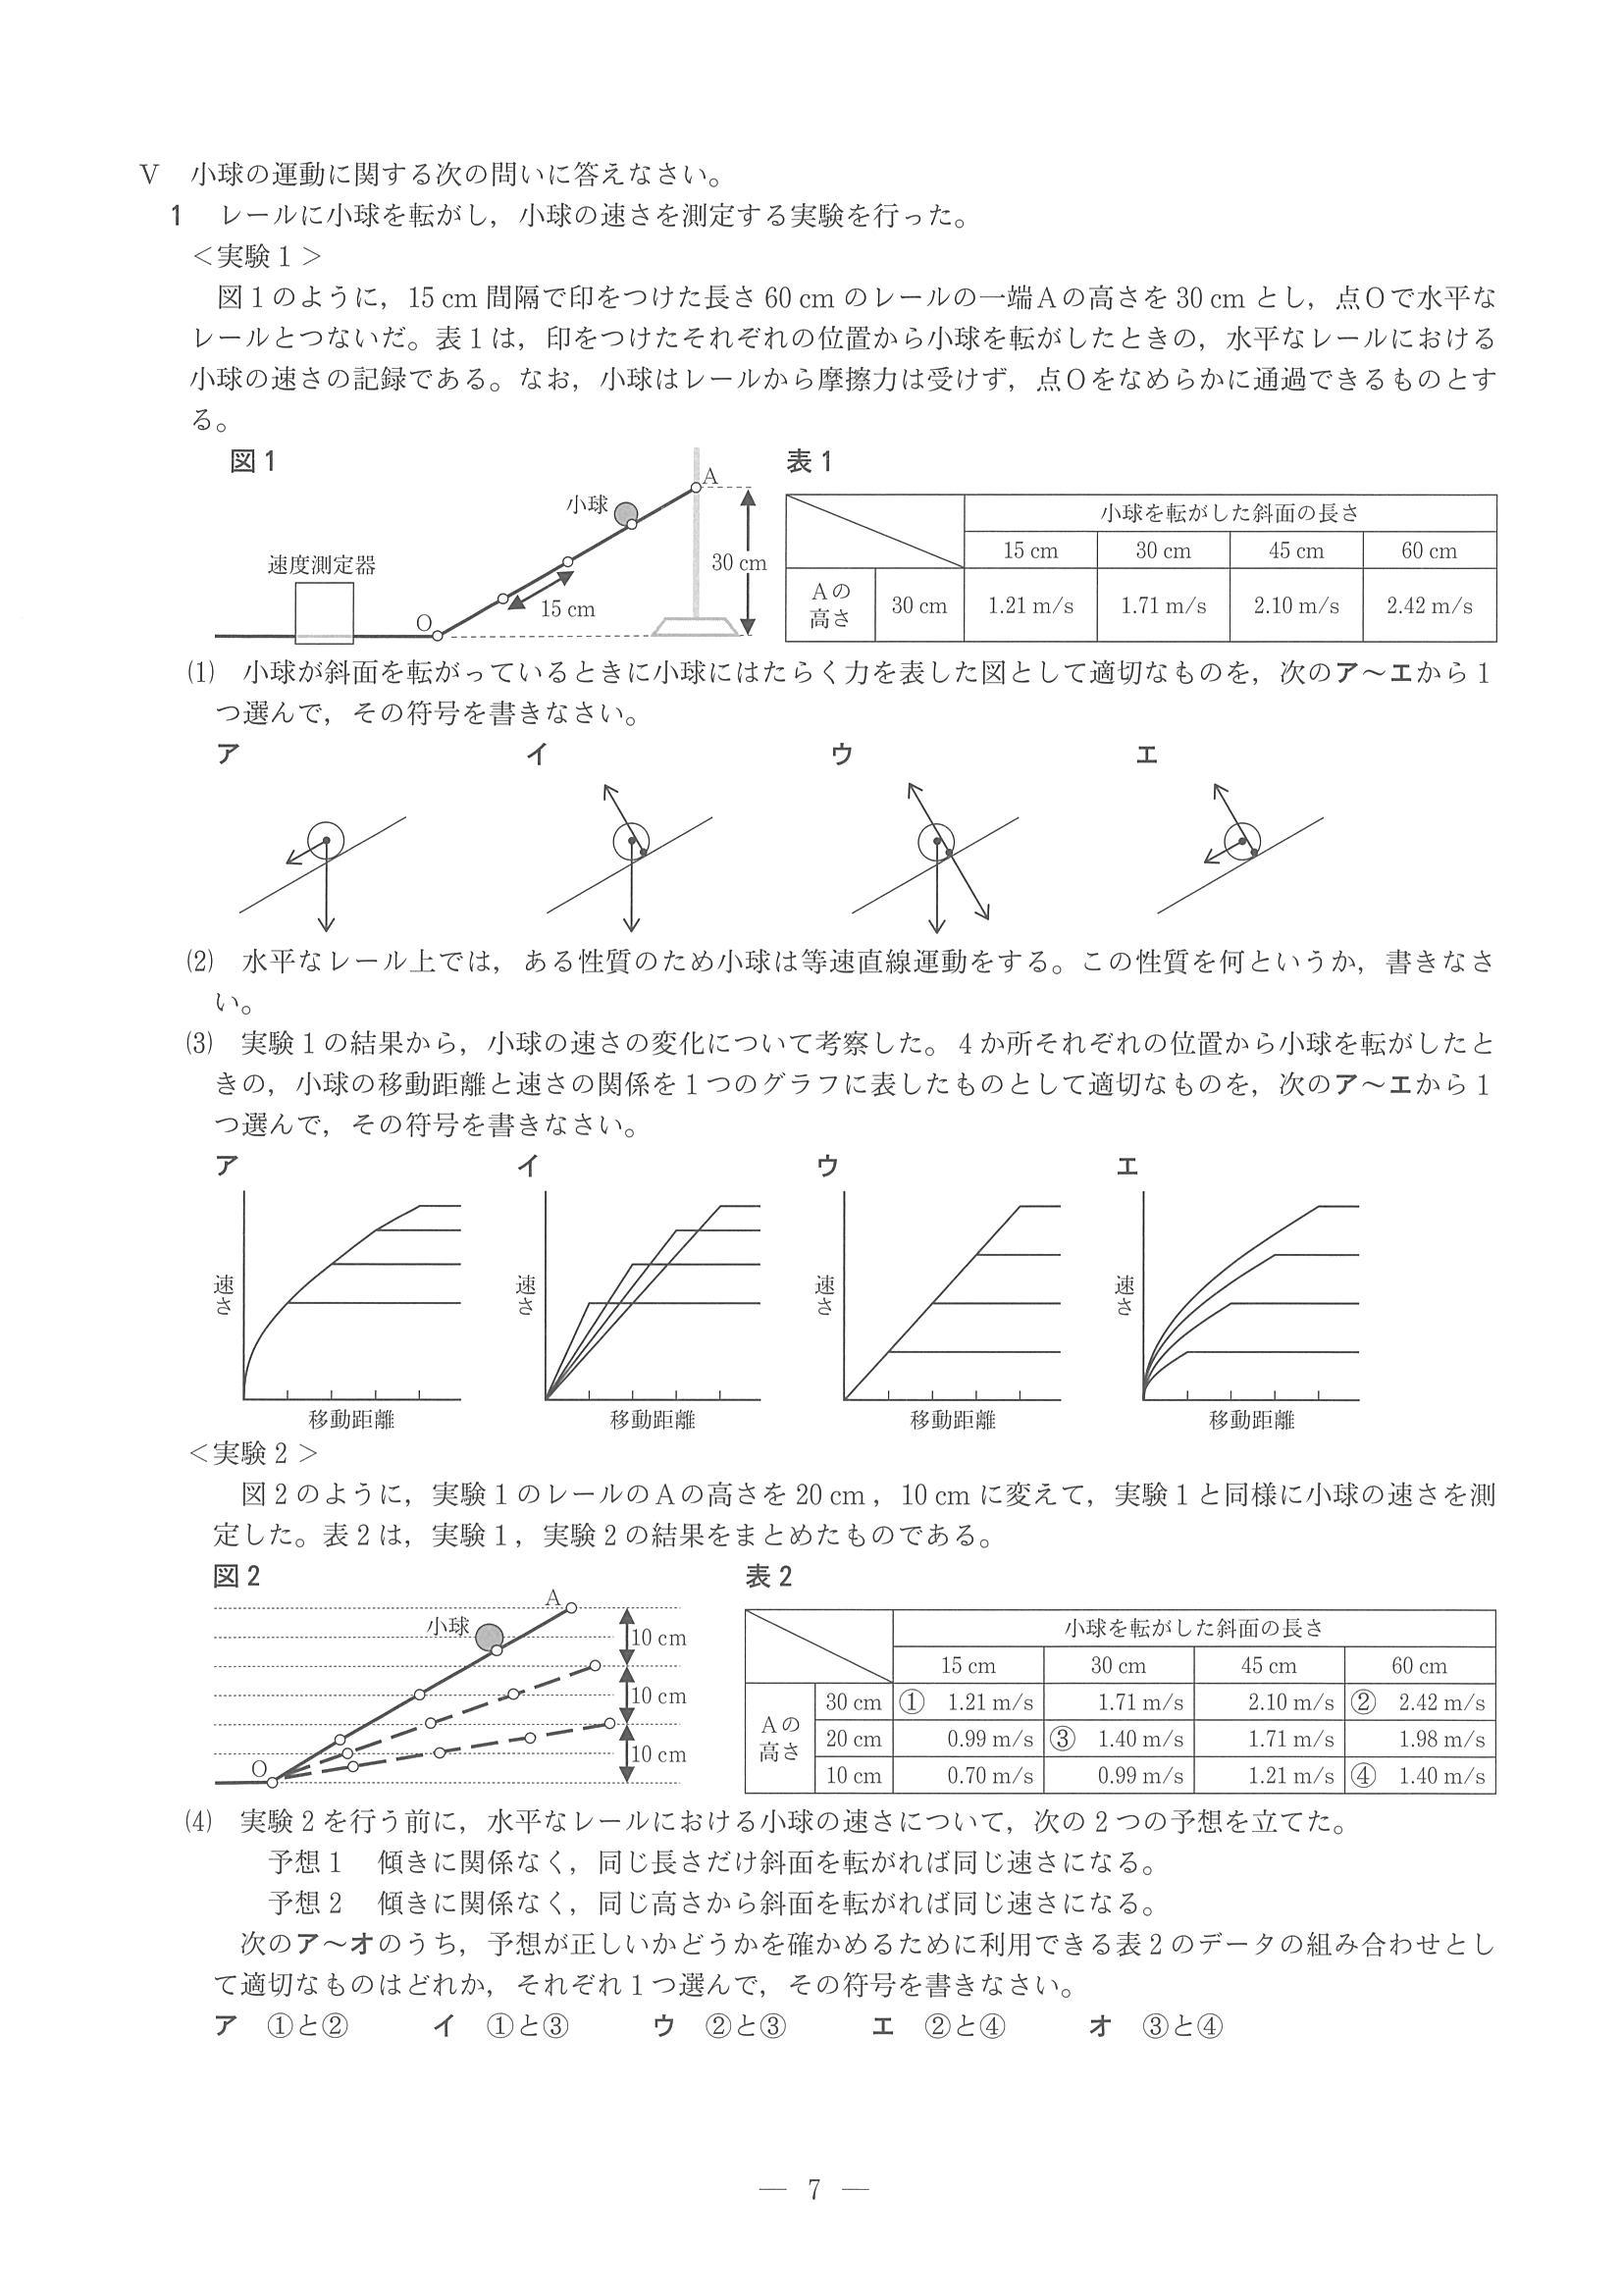 Ⅴ　小球の運動に関する次の問いに答えなさい。
1　レールに小球を転がし，小球の速さを測定する実験を行った。
＜実験１＞
図１のように，15 cm 間隔で印をつけた長さ 60 cm のレールの一端Ａの高さを 30 cm とし，点Ｏで水平な
レールとつないだ。表１は，印をつけたそれぞれの位置から小球を転がしたときの，水平なレールにおける
小球の速さの記録である。なお，小球はレールから摩擦力は受けず，点Ｏをなめらかに通過できるものとす
る。
図1
小球
A
30 cm
速度測定器
15 cm
O
表1
小球を転がした斜面の長さ
15 cm　30 cm　45 cm　60 cm
Ａの高さ　30 cm　1.21 m/s　1.71 m/s　2.10 m/s　2.42 m/s
⑴　小球が斜面を転がっているときに小球にはたらく力を表した図として適切なものを，次のア～エから１
つ選んで，その符号を書きなさい。
ア　イ　ウ　エ
⑵　水平なレール上では，ある性質のため小球は等速直線運動をする。この性質を何というか，書きなさ
い。
⑶　実験１の結果から，小球の速さの変化について考察した。４か所それぞれの位置から小球を転がしたと
きの，小球の移動距離と速さの関係を１つのグラフに表したものとして適切なものを，次のア～エから１
つ選んで，その符号を書きなさい。
ア　イ　ウ　エ
速さ　速さ　速さ　速さ
移動距離　移動距離　移動距離　移動距離
＜実験２＞
図２のように，実験１のレールのＡの高さを 20 cm，10 cm に変えて，実験１と同様に小球の速さを測
定した。表２は，実験１，実験２の結果をまとめたものである。
図2
A
小球
10 cm
10 cm
10 cm
O
表2
小球を転がした斜面の長さ
15 cm　30 cm　45 cm　60 cm
Ａの高さ
30 cm　①　1.21 m/s　1.71 m/s　2.10 m/s　②　2.42 m/s
20 cm　0.99 m/s　③　1.40 m/s　1.71 m/s　1.98 m/s
10 cm　0.70 m/s　0.99 m/s　1.21 m/s　④　1.40 m/s
⑷　実験２を行う前に，水平なレールにおける小球の速さについて，次の２つの予想を立てた。
予想１　傾きに関係なく，同じ長さだけ斜面を転がれば同じ速さになる。
予想２　傾きに関係なく，同じ高さから斜面を転がれば同じ速さになる。
次のア～オのうち，予想が正しいかどうかを確かめるために利用できる表２のデータの組み合わせとし
て適切なものはどれか，それぞれ１つ選んで，その符号を書きなさい。
ア　①と②　イ　①と③　ウ　②と③　エ　②と④　オ　③と④
― 7 ―